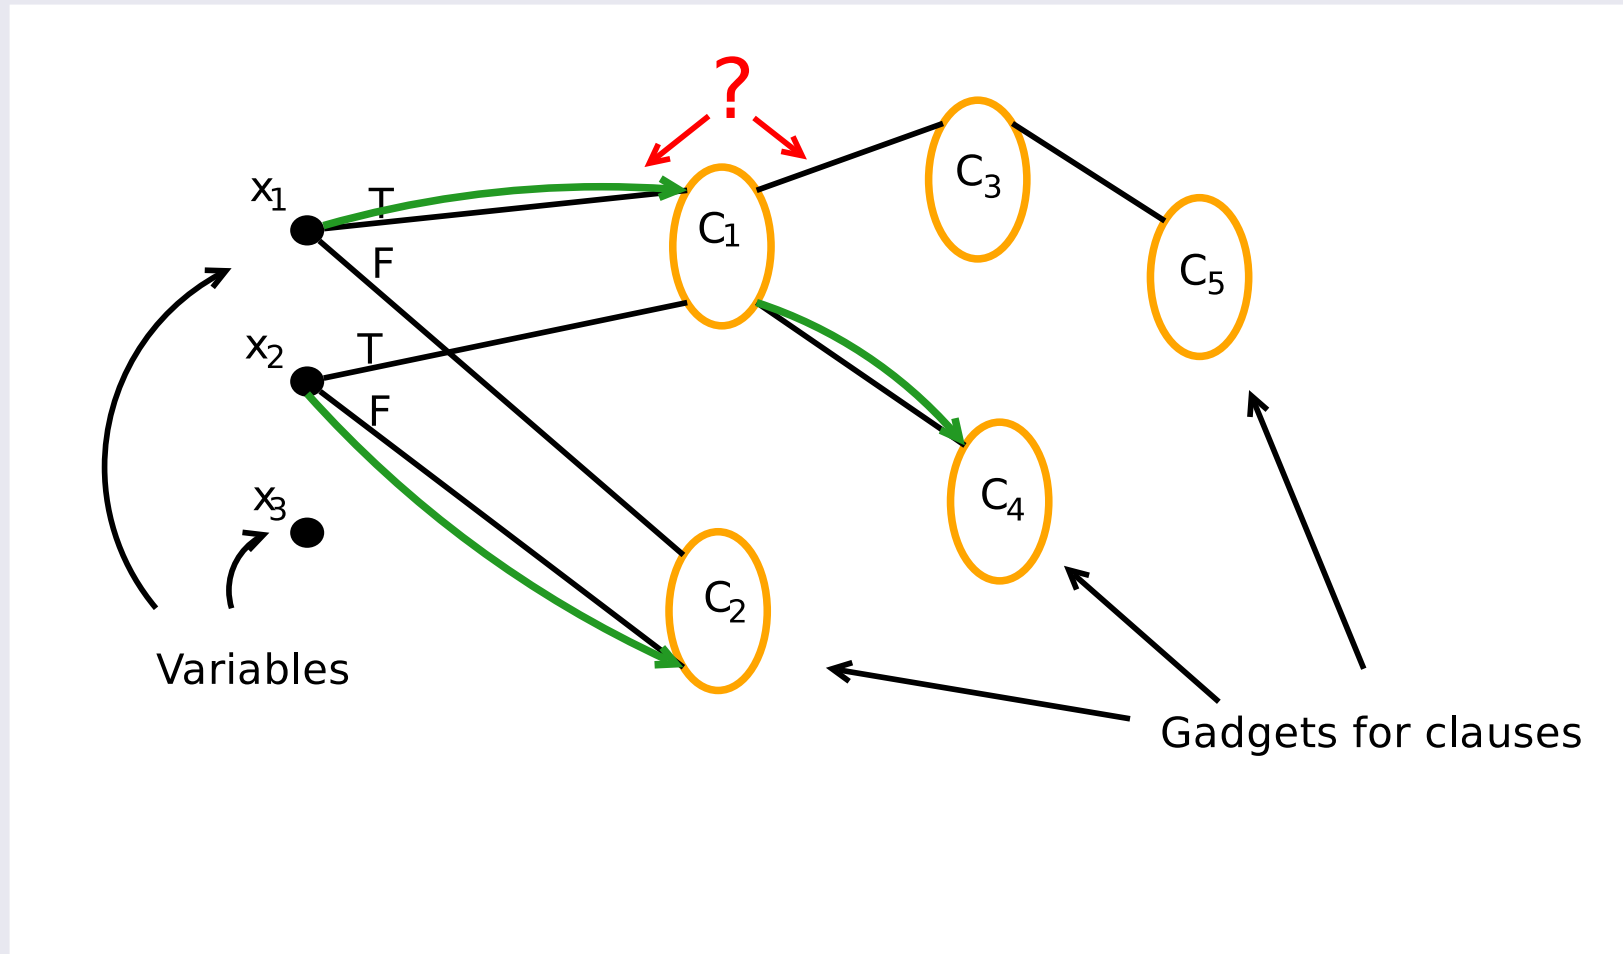 ?
x1
T
F
C1
C3
C5
x2
T
F
x3
C4
C2
Variables
Gadgets for clauses